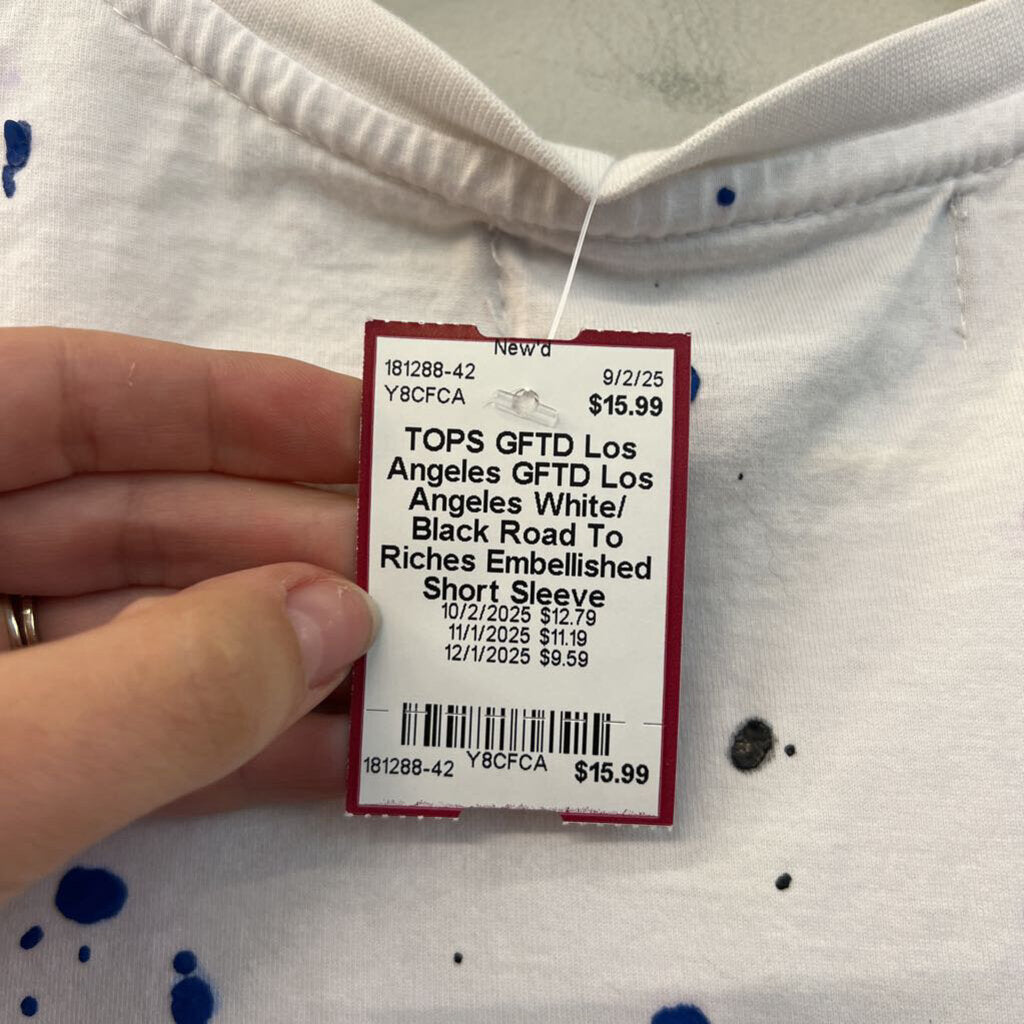 New'd
181288-42 9/2/25
Y8CFCA $15.99
TOPS GFTD Los
Angeles GFTD Los
Angeles White/
Black Road To
Riches Embellished
Short Sleeve
10/2/2025 $12.79
11/1/2025 $11.19
12/1/2025 $9.59
181288-42 Y8CFCA $15.99